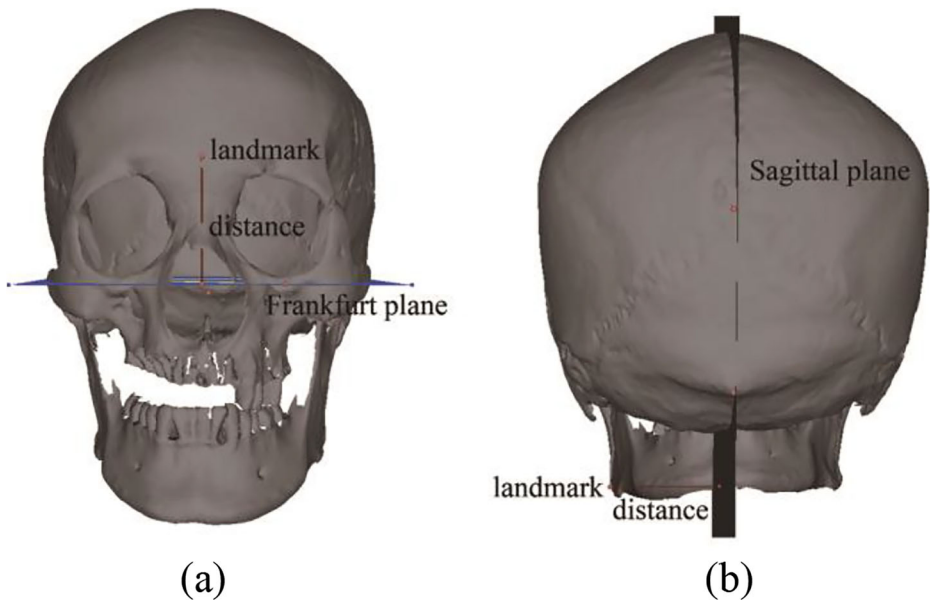 landmark
distance
Frankfurt plane
Sagittal plane
landmark
distance
(a)
(b)